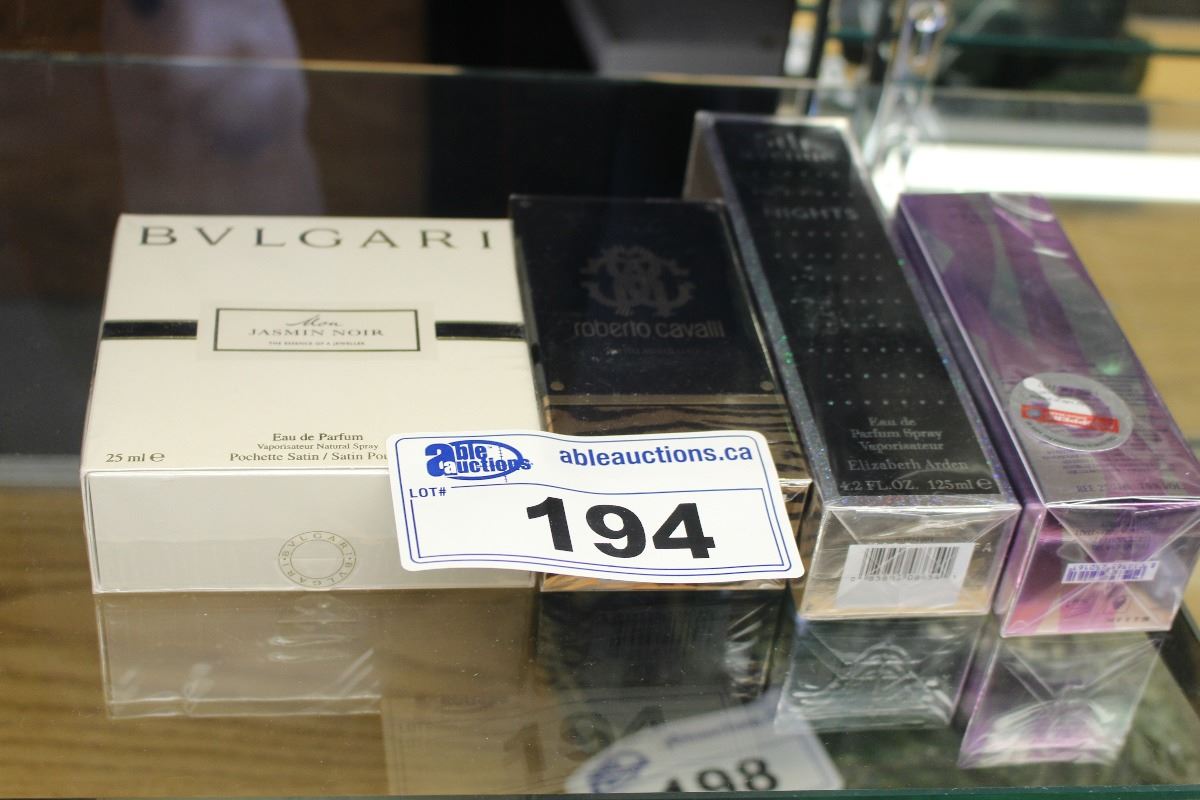 BVLGARI
Mon
JASMIN NOIR
THE ESSENCE OF A JEWELLER
Eau de Parfum
Vaporisateur Natural Spray
25 ml e
Pochette Satin / Satin Pou
BVLGARI • BVLGARI
roberto cavalli
NIGHTS
Eau de
Parfum Spray
Vaporisateur
Elizabeth Arden
4.2 FL.OZ. 125ml e
able
auctions
ableauctions.ca
LOT#
194
198